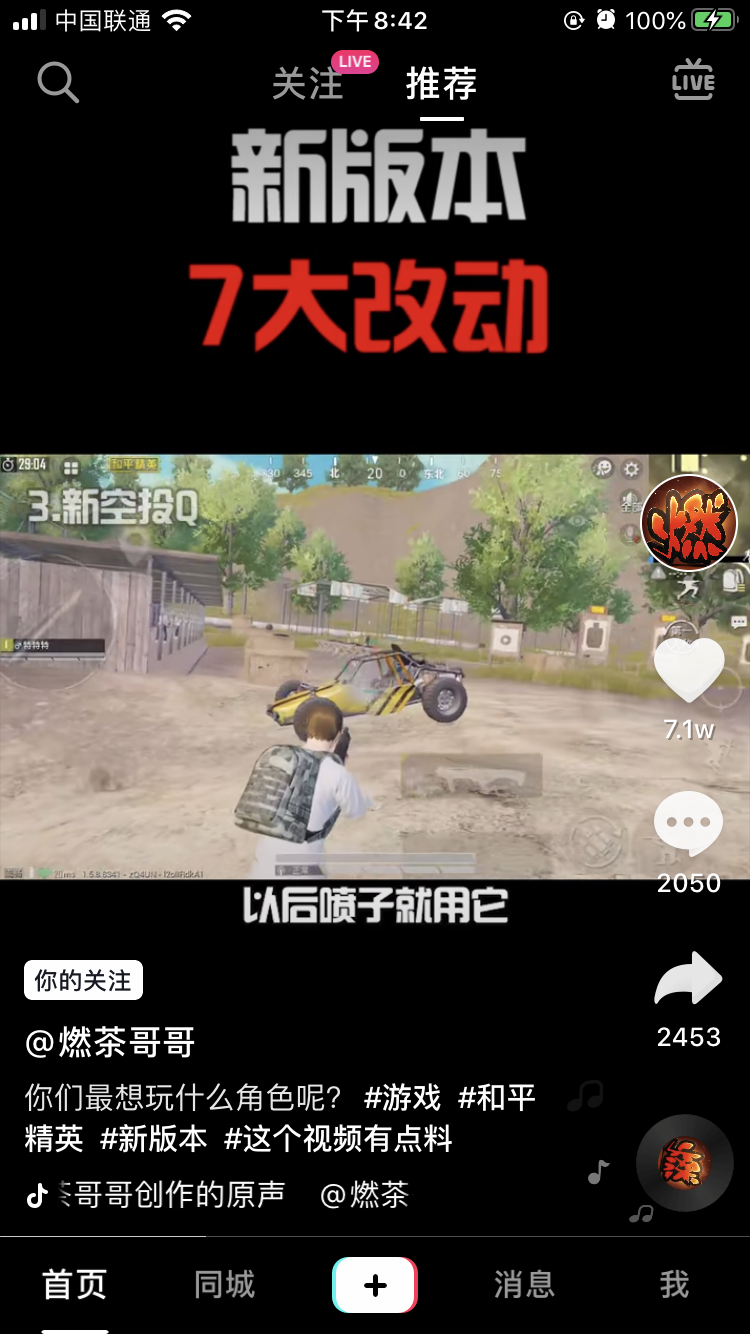 中国联通 下午8:42 100%
关注 LIVE 推荐 LIVE
新版本
7大改动
29:04 和平精英 330 345 北 20 东北 60 75
3.新空投Q
全部
燃
特特特
7.1w
2050
以后喷子就用它
你的关注
@燃茶哥哥
2453
你们最想玩什么角色呢? #游戏 #和平
精英 #新版本 #这个视频有点料
哥哥创作的原声 @燃茶
燃
首页 同城 + 消息 我